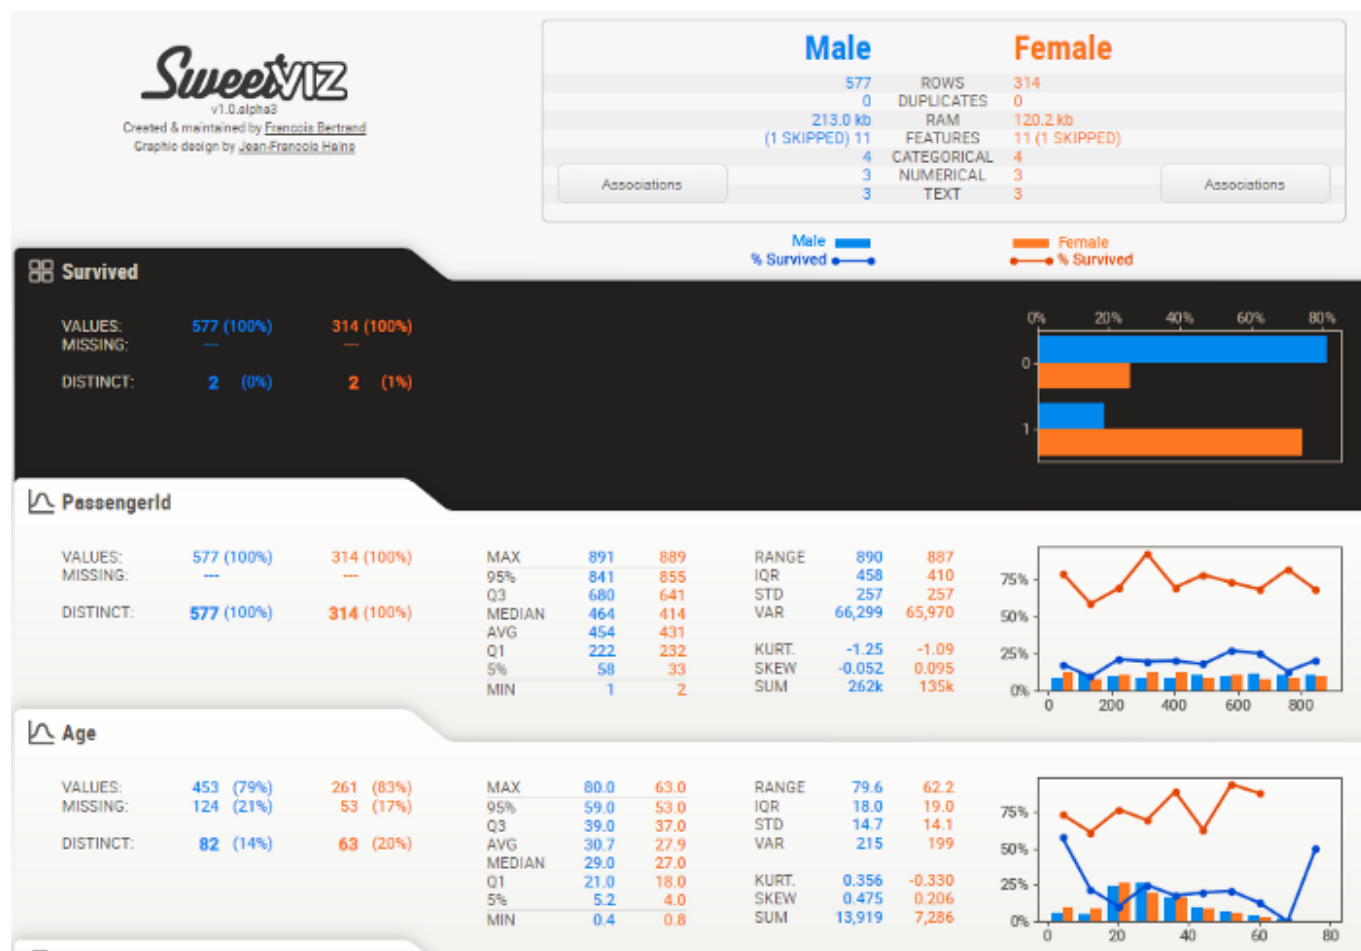 SweetVIZ
v1.0.alpha3
Created & maintained by Francois Bertrand
Graphic design by Jean-Francois Hains
Male Female
577 ROWS 314
0 DUPLICATES 0
213.0 kb RAM 120.2 kb
(1 SKIPPED) 11 FEATURES 11 (1 SKIPPED)
4 CATEGORICAL 4
3 NUMERICAL 3
3 TEXT 3
Associations
Associations
Male Female
% Survived % Survived
Survived
VALUES: 577 (100%) 314 (100%)
MISSING: --- ---
DISTINCT: 2 (0%) 2 (1%)
0% 20% 40% 60% 80%
0
1
PassengerId
VALUES: 577 (100%) 314 (100%)
MISSING: --- ---
DISTINCT: 577 (100%) 314 (100%)
MAX 891 889
95% 841 855
Q3 680 641
MEDIAN 464 414
AVG 454 431
Q1 222 232
5% 58 33
MIN 1 2
RANGE 890 887
IQR 458 410
STD 257 257
VAR 66,299 65,970
KURT. -1.25 -1.09
SKEW -0.052 0.095
SUM 262k 135k
75%
50%
25%
0%
0 200 400 600 800
Age
VALUES: 453 (79%) 261 (83%)
MISSING: 124 (21%) 53 (17%)
DISTINCT: 82 (14%) 63 (20%)
MAX 80.0 63.0
95% 59.0 53.0
Q3 39.0 37.0
AVG 30.7 27.9
MEDIAN 29.0 27.0
Q1 21.0 18.0
5% 5.2 4.0
MIN 0.4 0.8
RANGE 79.6 62.2
IQR 18.0 19.0
STD 14.7 14.1
VAR 215 199
KURT. 0.356 -0.330
SKEW 0.475 0.206
SUM 13,919 7,286
75%
50%
25%
0%
0 20 40 60 80